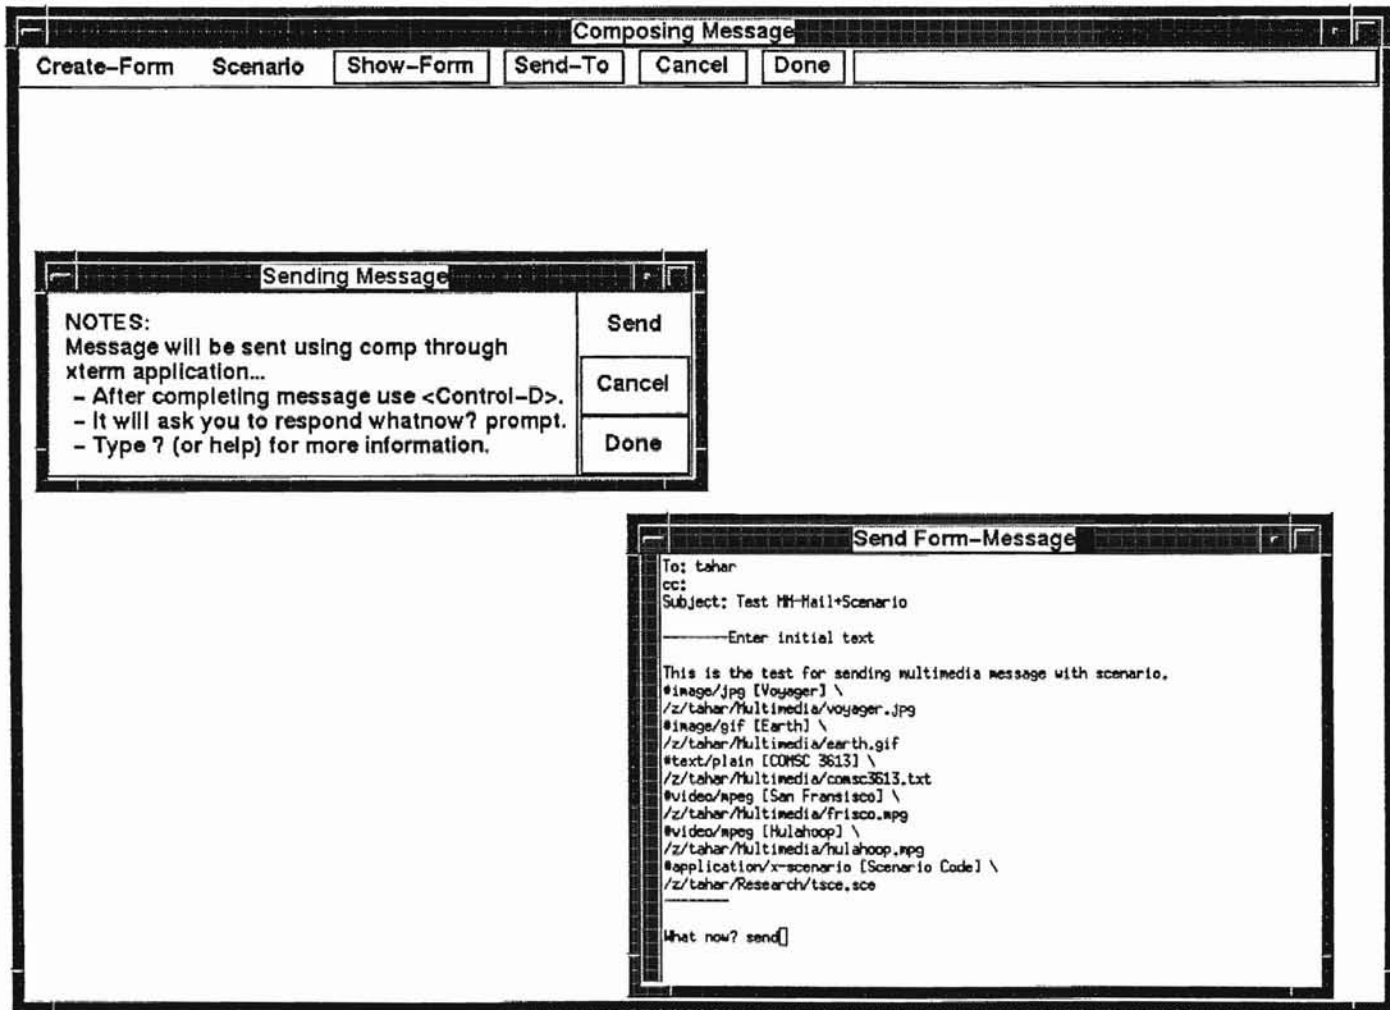 Composing Message
Create-Form Scenario Show-Form Send-To Cancel Done
Sending Message
NOTES:
Message will be sent using comp through
xterm application...
- After completing message use <Control-D>.
- It will ask you to respond whatnow? prompt.
- Type ? (or help) for more information.
Send
Cancel
Done
Send Form-Message
To: tahar
cc:
Subject: Test MM-Mail+Scenario
--------Enter initial text
This is the test for sending multimedia message with scenario.
#image/jpg [Voyager] \
/z/tahar/Multimedia/voyager.jpg
#image/gif [Earth] \
/z/tahar/Multimedia/earth.gif
#text/plain [COMSC 3613] \
/z/tahar/Multimedia/comsc3613.txt
#video/mpeg [San Fransisco] \
/z/tahar/Multimedia/frisco.mpg
#video/mpeg [Hulahoop] \
/z/tahar/Multimedia/hulahoop.mpg
#application/x-scenario [Scenario Code] \
/z/tahar/Research/tsce.sce
--------
What now? send